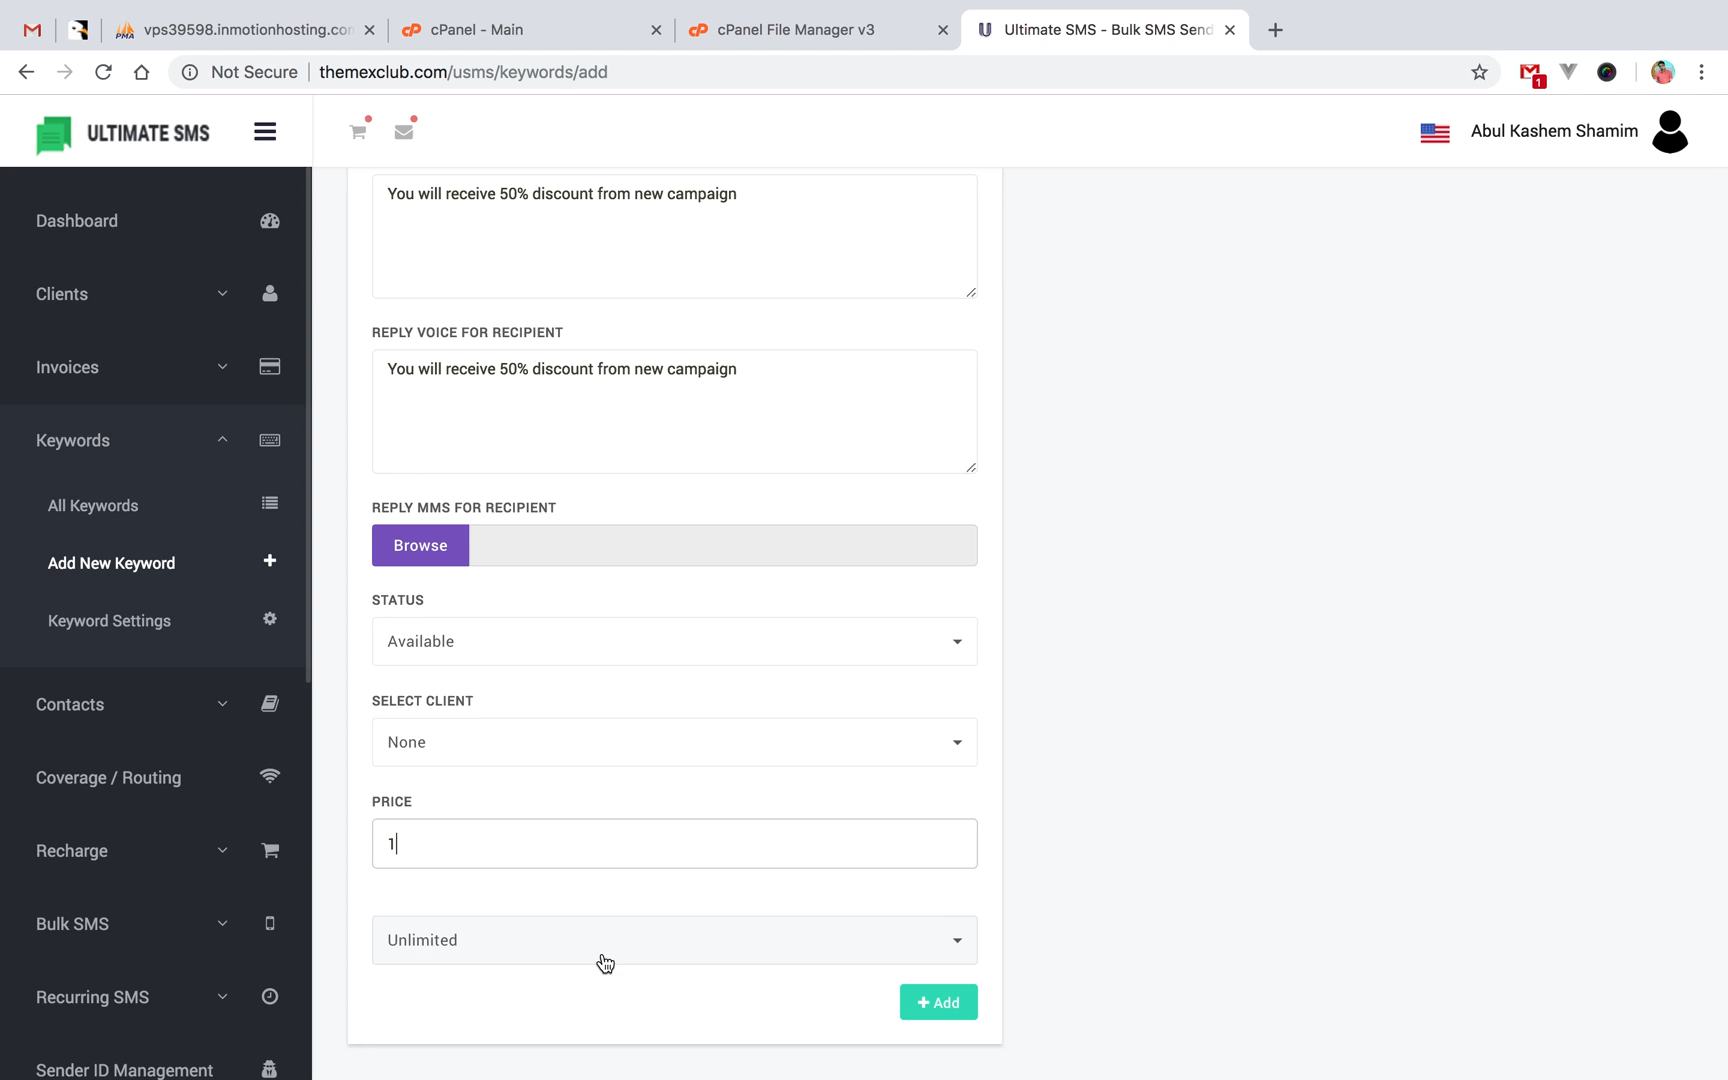 vps39598.inmotionhosting.con
cPanel - Main
cPanel File Manager v3
Ultimate SMS - Bulk SMS Send
Not Secure
themexclub.com/usms/keywords/add
1
ULTIMATE SMS
Abul Kashem Shamim
Dashboard
Clients
Invoices
Keywords
All Keywords
Add New Keyword
Keyword Settings
Contacts
Coverage / Routing
Recharge
Bulk SMS
Recurring SMS
Sender ID Management
You will receive 50% discount from new campaign
REPLY VOICE FOR RECIPIENT
You will receive 50% discount from new campaign
REPLY MMS FOR RECIPIENT
Browse
STATUS
Available
SELECT CLIENT
None
PRICE
1
Unlimited
+ Add